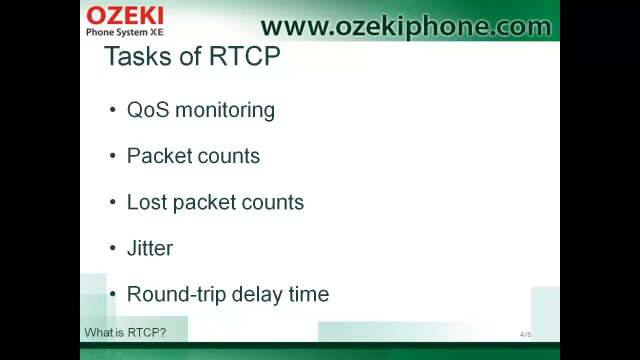 OZEKI
Phone System XE
www.ozekiphone.com
Tasks of RTCP
• QoS monitoring
• Packet counts
• Lost packet counts
• Jitter
• Round-trip delay time
What is RTCP?
4/8